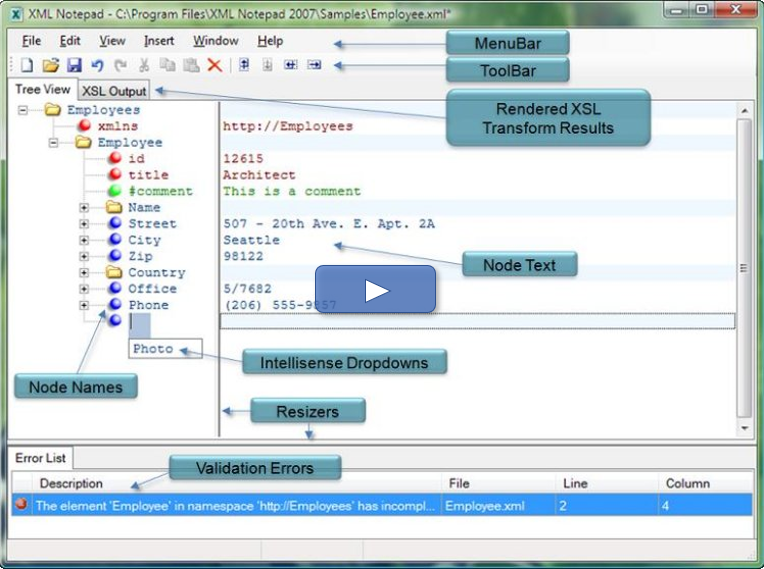 XML Notepad - C:\Program Files\XML Notepad 2007\Samples\Employee.xml*
File Edit View Insert Window Help
MenuBar
ToolBar
Tree View XSL Output
Rendered XSL
Transform Results
Employees
xmlns http://Employees
Employee
id 12615
title Architect
#comment This is a comment
Name
Street 507 - 20th Ave. E. Apt. 2A
City Seattle
Zip 98122
Node Text
Country
Office 5/7682
Phone (206) 555-9857
Photo
Intellisense Dropdowns
Node Names
Resizers
Error List
Validation Errors
Description File Line Column
The element 'Employee' in namespace 'http://Employees' has incompl... Employee.xml 2 4